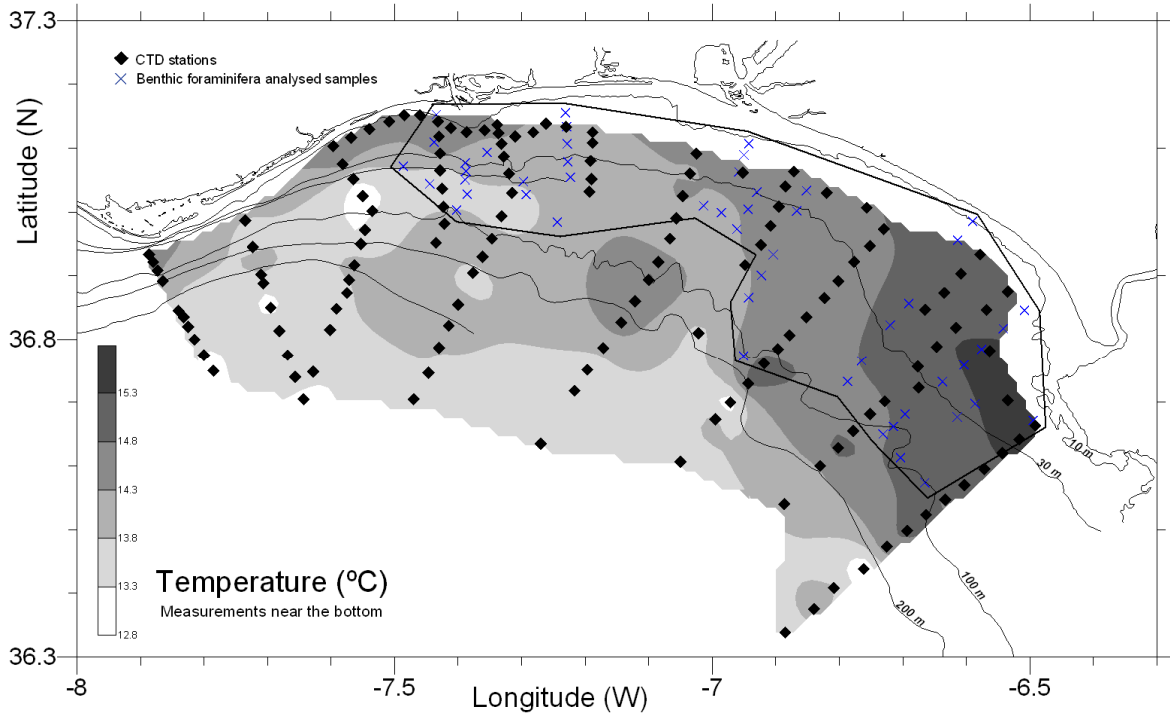 37.3
CTD stations
Benthic foraminifera analysed samples
Latitude (N)
36.8
15.3
14.8
14.3
13.8
13.3
12.8
Temperature (ºC)
Measurements near the bottom
10 m
30 m
100 m
200 m
36.3
-8
-7.5
-7
-6.5
Longitude (W)